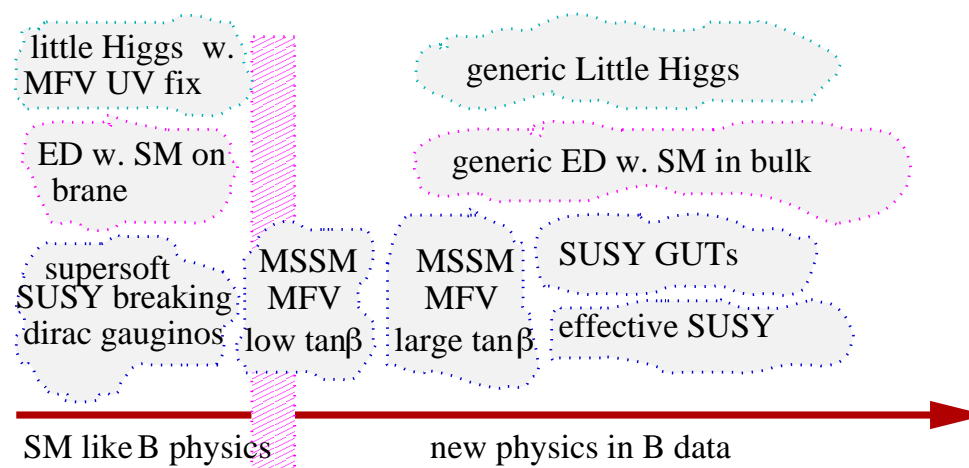 little Higgs w.
MFV UV fix
generic Little Higgs
ED w. SM on
brane
generic ED w. SM in bulk
supersoft
SUSY breaking
dirac gauginos
MSSM
MFV
low tanβ
MSSM
MFV
large tanβ
SUSY GUTs
effective SUSY
SM like B physics
new physics in B data